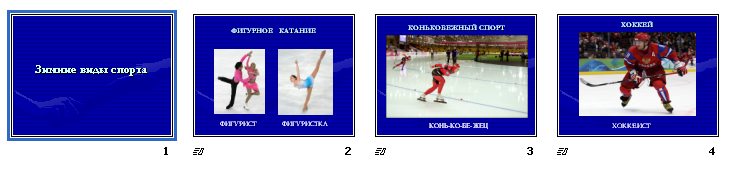 Зимние виды спорта
1
ФИГУРНОЕ КАТАНИЕ
ФИГУРИСТ
ФИГУРИСТКА
2
КОНЬКОБЕЖНЫЙ СПОРТ
КОНЬ-КО-БЕ-ЖЕЦ
3
ХОККЕЙ
ХОККЕИСТ
4